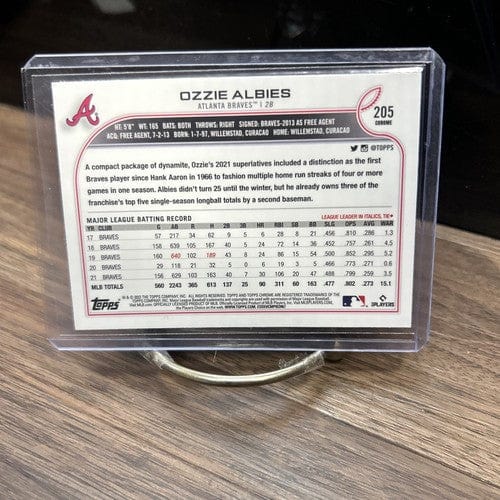 OZZIE ALBIES
ATLANTA BRAVES™ | 2B
205
CHROME
HT: 5'8" WT: 165 BATS: BOTH THROWS: RIGHT SIGNED: BRAVES-2013 AS FREE AGENT
ACQ: FREE AGENT, 7-2-13 BORN: 1-7-97, WILLEMSTAD, CURACAO HOME: WILLEMSTAD, CURACAO
@TOPPS
A compact package of dynamite, Ozzie's 2021 superlatives included a distinction as the first
Braves player since Hank Aaron in 1966 to fashion multiple home run streaks of four or more
games in one season. Albies didn't turn 25 until the winter, but he already owns three of the
franchise's top five single-season longball totals by a second baseman.
MAJOR LEAGUE BATTING RECORD
LEAGUE LEADER IN ITALICS, TIE♦
YR CLUB G AB R H 2B 3B HR RBI SB BB SLG OPS AVG WAR
17 BRAVES 57 217 34 62 9 5 6 28 8 21 .456 .810 .286 1.3
18 BRAVES 158 639 105 167 40 5 24 72 14 36 .452 .757 .261 4.5
19 BRAVES 160 640 102 189 43 8 24 86 15 54 .500 .852 .295 5.2
20 BRAVES 29 118 21 32 5 0 6 19 3 5 .466 .773 .271 0.6
21 BRAVES 156 629 103 163 40 7 30 106 20 47 .488 .799 .259 3.5
MLB TOTALS 560 2243 365 613 137 25 90 311 60 163 .477 .802 .273 15.1
Topps
PLAYERS